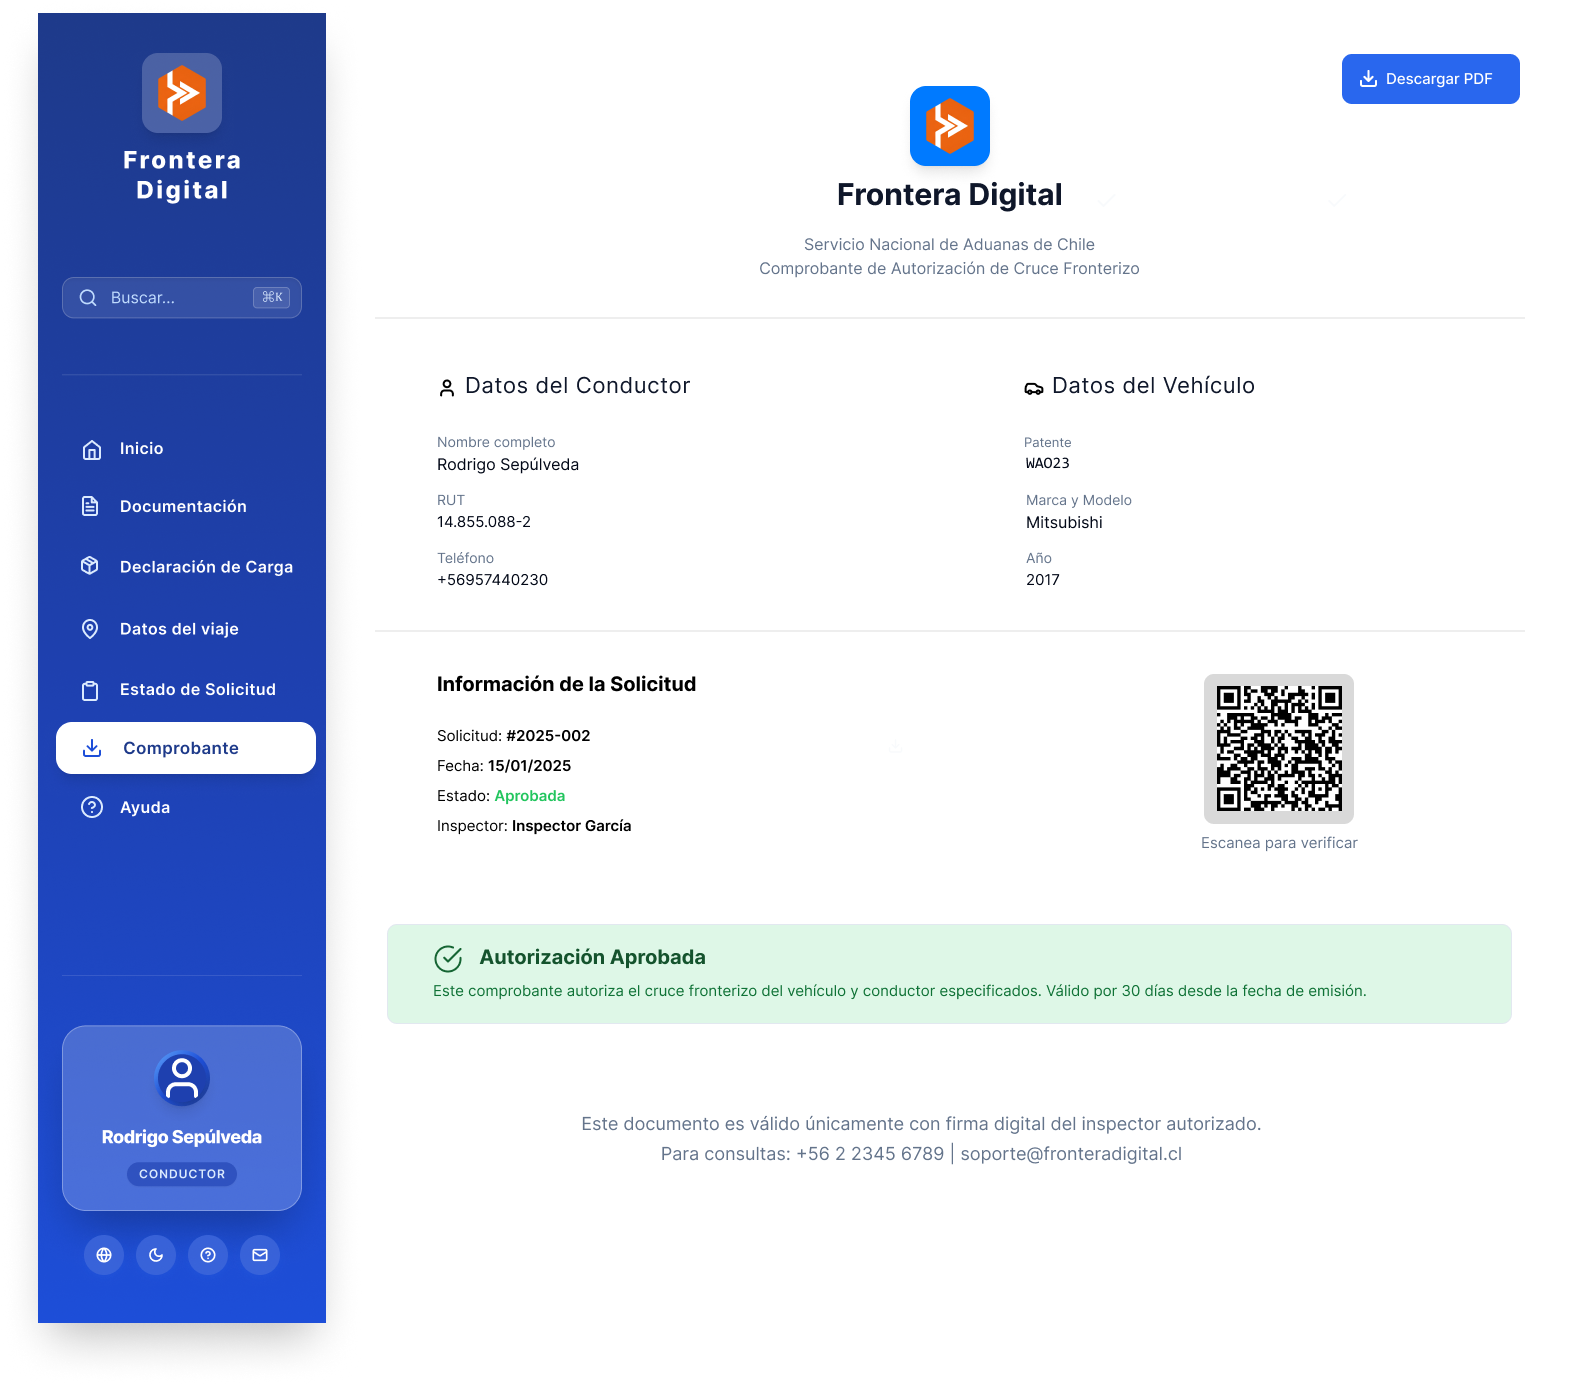 Frontera
Digital
Buscar...
⌘K
Inicio
Documentación
Declaración de Carga
Datos del viaje
Estado de Solicitud
Comprobante
Ayuda
Rodrigo Sepúlveda
CONDUCTOR
Descargar PDF
Frontera Digital
Servicio Nacional de Aduanas de Chile
Comprobante de Autorización de Cruce Fronterizo
Datos del Conductor
Nombre completo
Rodrigo Sepúlveda
RUT
14.855.088-2
Teléfono
+56957440230
Datos del Vehículo
Patente
WAO23
Marca y Modelo
Mitsubishi
Año
2017
Información de la Solicitud
Solicitud: #2025-002
Fecha: 15/01/2025
Estado: Aprobada
Inspector: Inspector García
Escanea para verificar
Autorización Aprobada
Este comprobante autoriza el cruce fronterizo del vehículo y conductor especificados. Válido por 30 días desde la fecha de emisión.
Este documento es válido únicamente con firma digital del inspector autorizado.
Para consultas: +56 2 2345 6789 | soporte@fronteradigital.cl